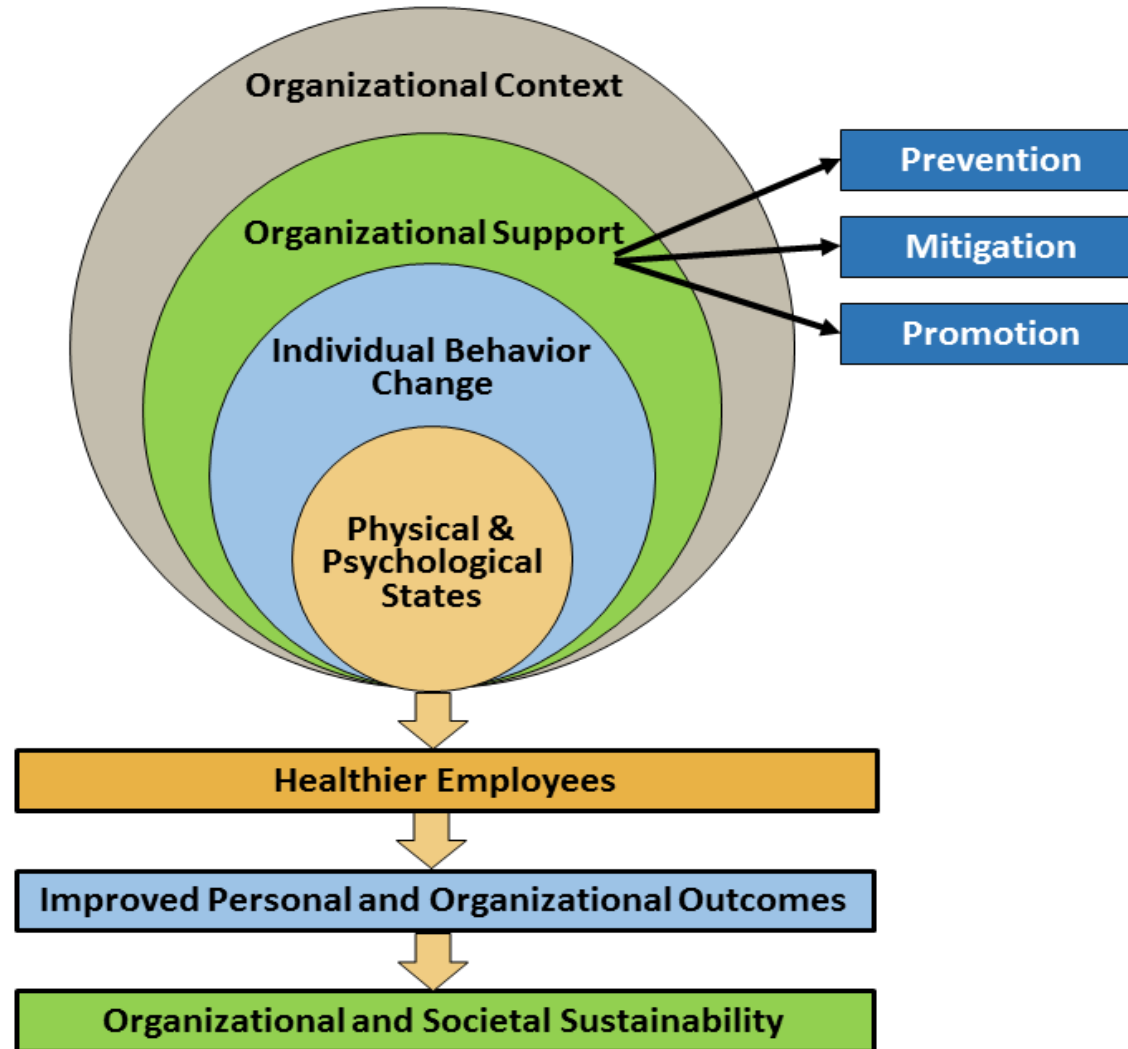 Organizational Context
Prevention
Organizational Support
Mitigation
Promotion
Individual Behavior
Change
Physical &
Psychological
States
Healthier Employees
Improved Personal and Organizational Outcomes
Organizational and Societal Sustainability